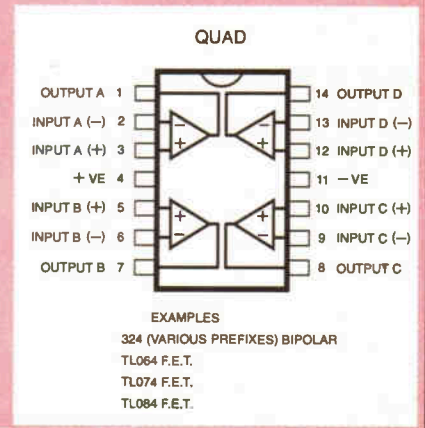 QUAD
OUTPUT A 1
INPUT A (−) 2
INPUT A (+) 3
+ VE 4
INPUT B (+) 5
INPUT B (−) 6
OUTPUT B 7
14 OUTPUT D
13 INPUT D (−)
12 INPUT D (+)
11 − VE
10 INPUT C (+)
9 INPUT C (−)
8 OUTPUT C
−
+
−
+
+
−
+
−
EXAMPLES
324 (VARIOUS PREFIXES) BIPOLAR
TL064 F.E.T.
TL074 F.E.T.
TL084 F.E.T.